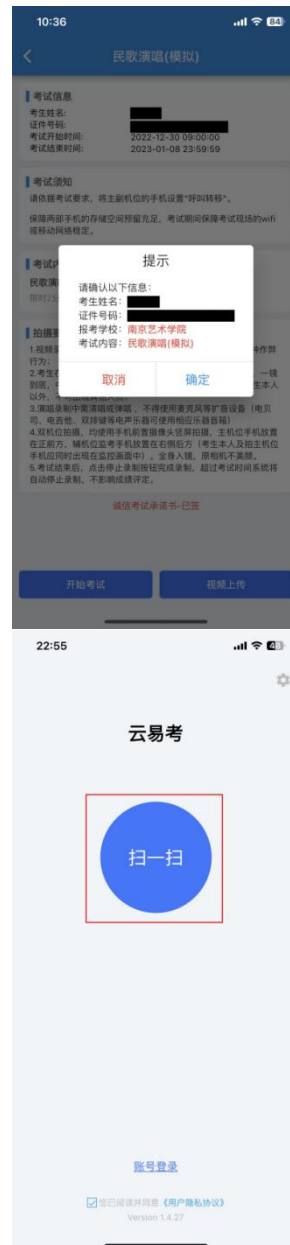 10:36
84
民歌演唱(模拟)
考试信息
考生姓名:
证件号码:
考试开始时间: 2022-12-30 09:00:00
考试结束时间: 2023-01-08 23:59:59
考试须知
请依据考试要求，将主副机位的手机设置"呼叫转移"。
保障两部手机的存储空间预留充足，考试期间保障考试现场的wifi
或移动网络稳定。
提示
请确认以下信息:
考生姓名:
证件号码:
报考学校: 南京艺术学院
考试内容: 民歌演唱(模拟)
取消
确定
3.演唱录制中需清唱或弹唱，不得使用麦克风等扩音设备（电贝
司、电吉他、双排键等电声乐器可使用相应乐器音箱）
4.双机位拍摄，均使用手机前置摄像头竖屏拍摄，主机位手机放置
在正前方，辅机位监考手机放置在右侧后方（考生本人及拍主机位
手机应同时出现在监控画面中）。全身入镜，原相机不美颜。
5.考试结束后，点击停止录制按钮完成录制，超过考试时间系统将
自动停止录制，不影响成绩评定。
诚信考试承诺书-已签
开始考试
视频上传
22:55
云易考
扫一扫
账号登录
您已阅读并同意《用户隐私协议》
Version 1.4.27